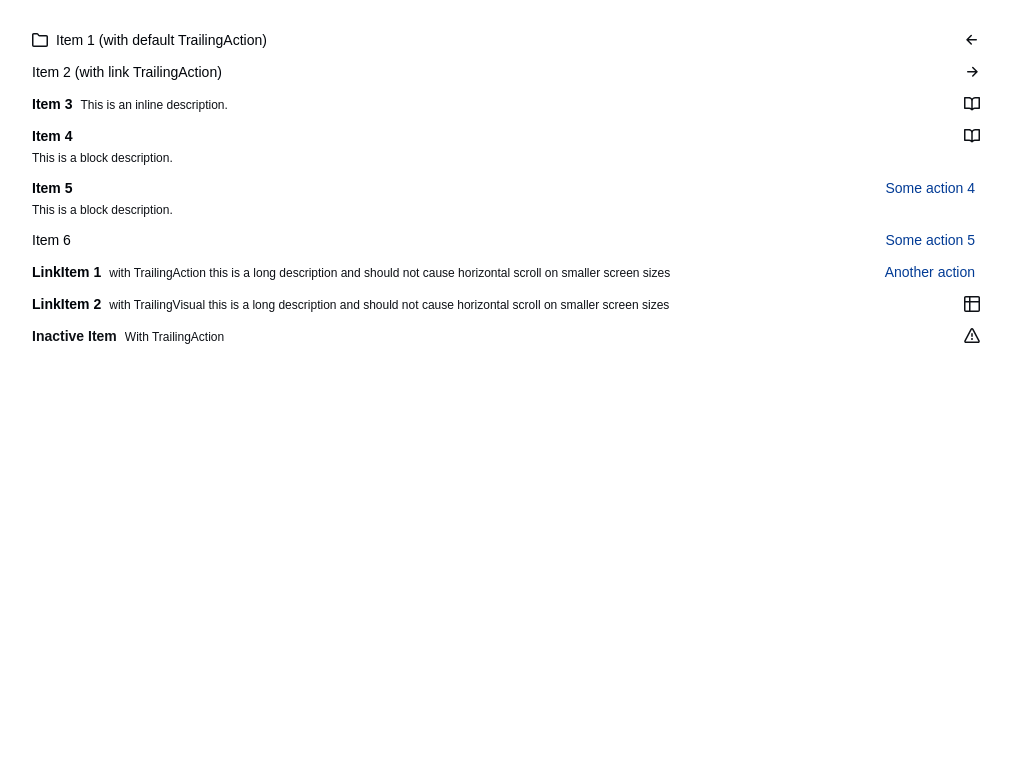 Item 1 (with default TrailingAction)
Item 2 (with link TrailingAction)
Item 3 This is an inline description.
Item 4
This is a block description.
Item 5 Some action 4
This is a block description.
Item 6 Some action 5
LinkItem 1 with TrailingAction this is a long description and should not cause horizontal scroll on smaller screen sizes Another action
LinkItem 2 with TrailingVisual this is a long description and should not cause horizontal scroll on smaller screen sizes
Inactive Item With TrailingAction